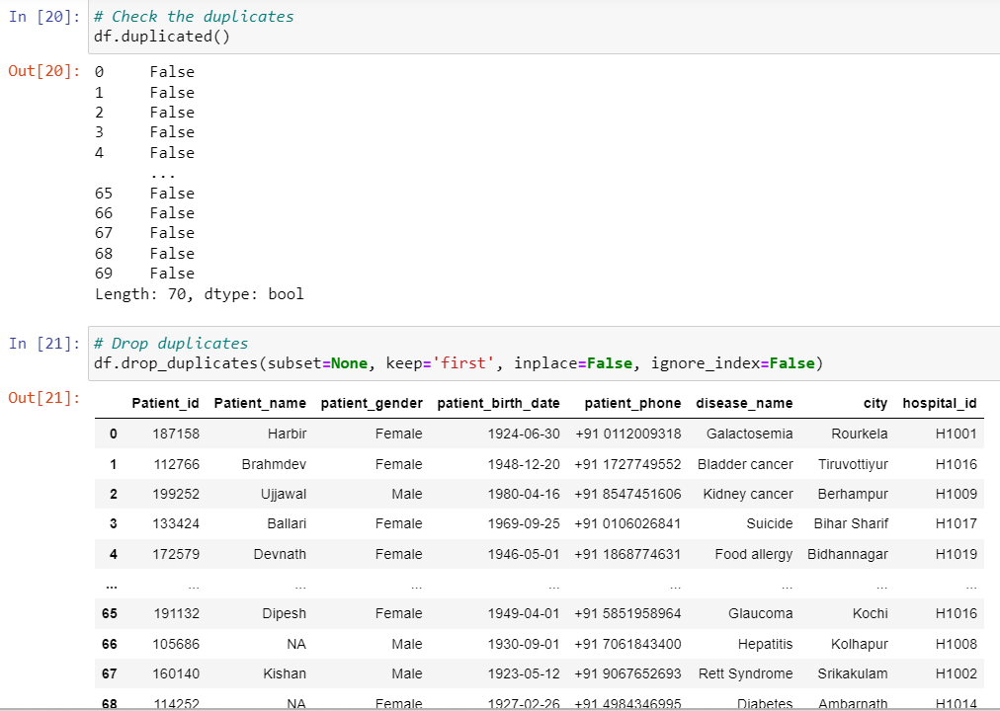 In [20]: # Check the duplicates
df.duplicated()
Out[20]: 0 False
1 False
2 False
3 False
4 False
...
65 False
66 False
67 False
68 False
69 False
Length: 70, dtype: bool
In [21]: # Drop duplicates
df.drop_duplicates(subset=None, keep='first', inplace=False, ignore_index=False)
Out[21]:
Patient_id Patient_name patient_gender patient_birth_date patient_phone disease_name city hospital_id
0 187158 Harbir Female 1924-06-30 +91 0112009318 Galactosemia Rourkela H1001
1 112766 Brahmdev Female 1948-12-20 +91 1727749552 Bladder cancer Tiruvottiyur H1016
2 199252 Ujjawal Male 1980-04-16 +91 8547451606 Kidney cancer Berhampur H1009
3 133424 Ballari Female 1969-09-25 +91 0106026841 Suicide Bihar Sharif H1017
4 172579 Devnath Female 1946-05-01 +91 1868774631 Food allergy Bidhannagar H1019
... ... ... ... ... ... ... ... ...
65 191132 Dipesh Female 1949-04-01 +91 5851958964 Glaucoma Kochi H1016
66 105686 NA Male 1930-09-01 +91 7061843400 Hepatitis Kolhapur H1008
67 160140 Kishan Male 1923-05-12 +91 9067652693 Rett Syndrome Srikakulam H1002
68 114252 NA Female 1927-02-26 +91 4984346995 Diabetes Ambarnath H1014